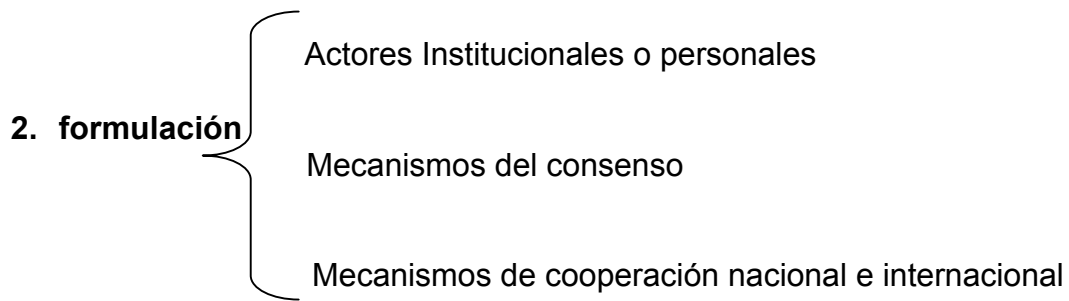 Actores Institucionales o personales
2. formulación
Mecanismos del consenso
Mecanismos de cooperación nacional e internacional